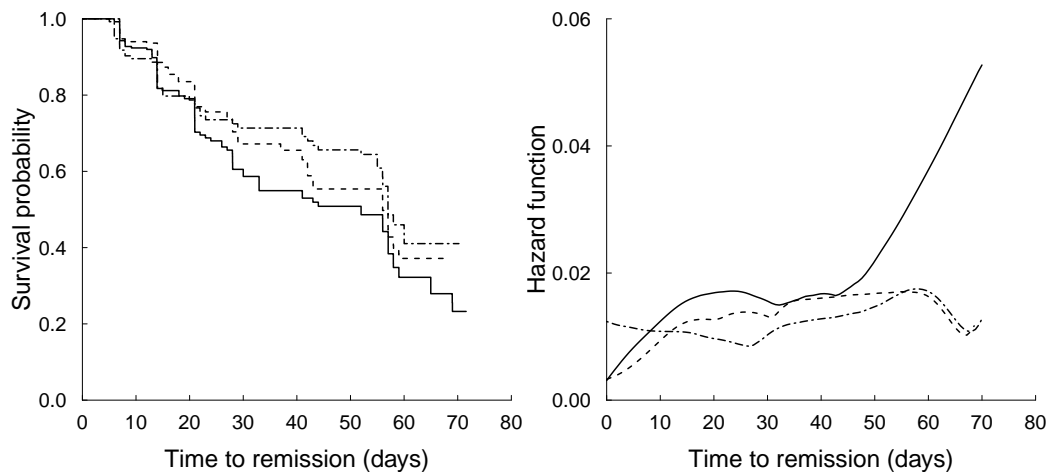 Survival probability
1.0
0.8
0.6
0.4
0.2
0.0
0 10 20 30 40 50 60 70 80
Time to remission (days)
Hazard function
0.06
0.04
0.02
0.00
0 10 20 30 40 50 60 70 80
Time to remission (days)